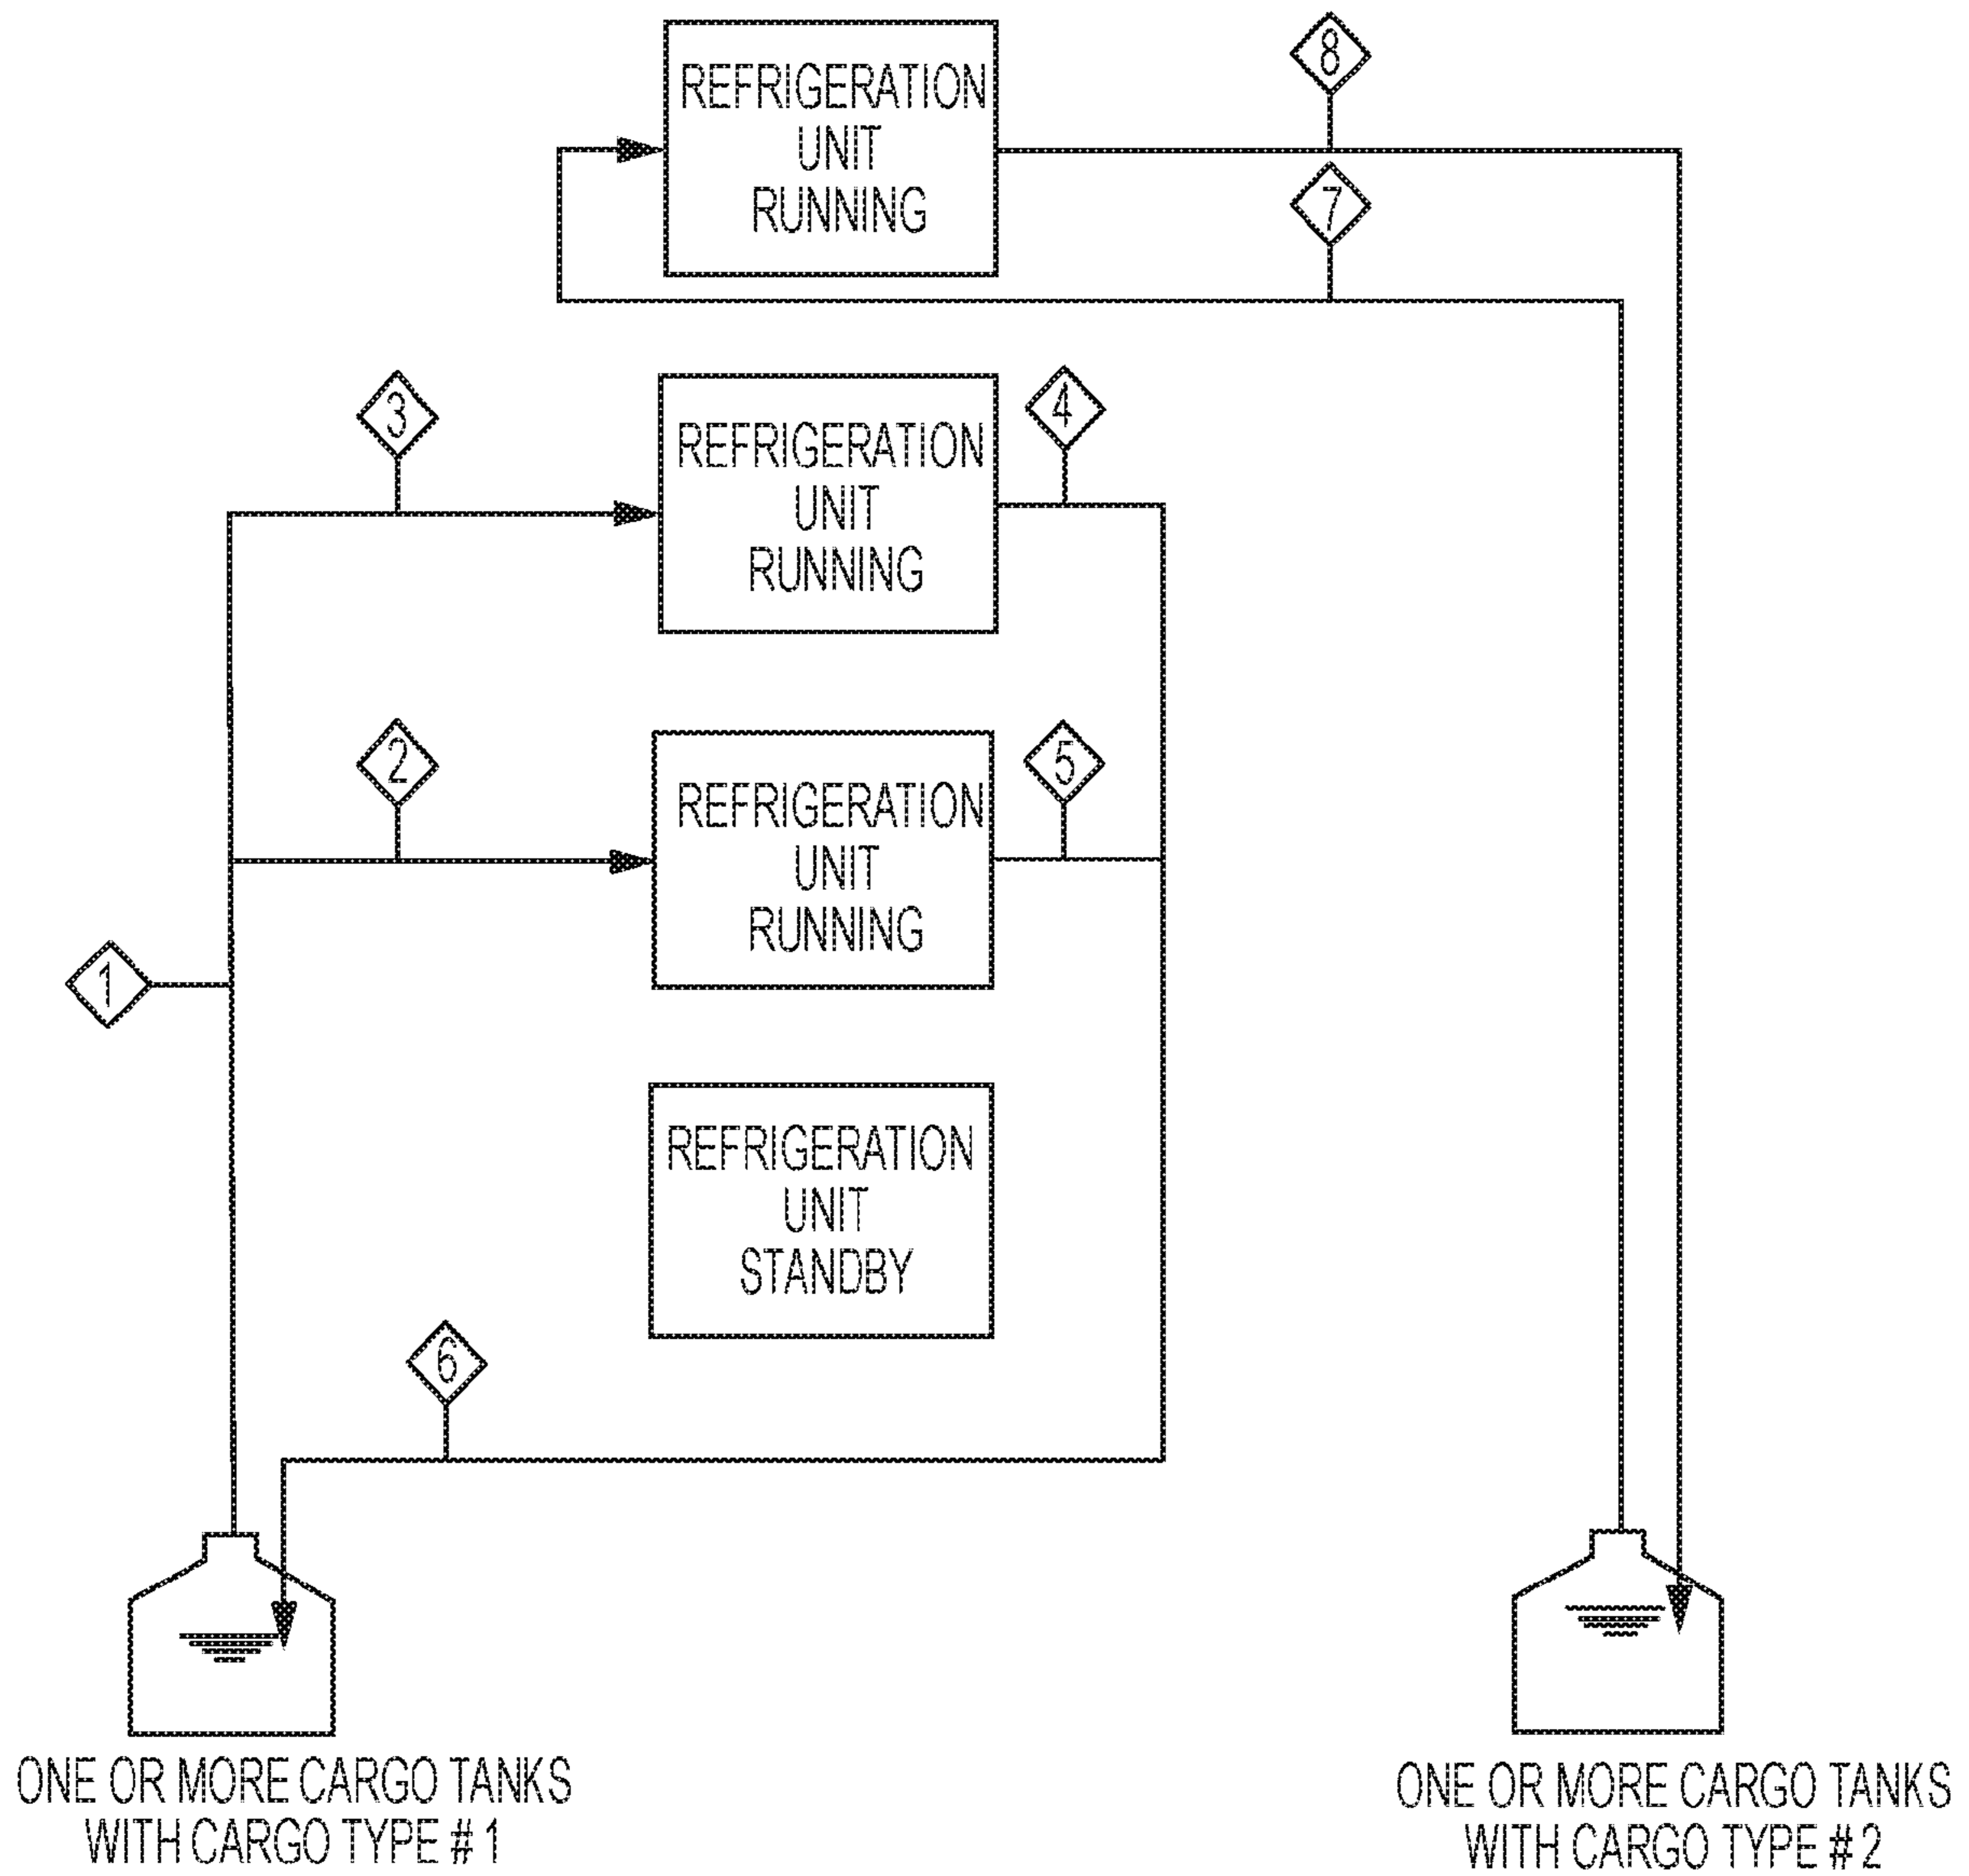 8
REFRIGERATION
UNIT
RUNNING
7
3
4
REFRIGERATION
UNIT
RUNNING
2
5
REFRIGERATION
UNIT
RUNNING
1
REFRIGERATION
UNIT
STANDBY
6
ONE OR MORE CARGO TANKS
WITH CARGO TYPE # 1
ONE OR MORE CARGO TANKS
WITH CARGO TYPE # 2